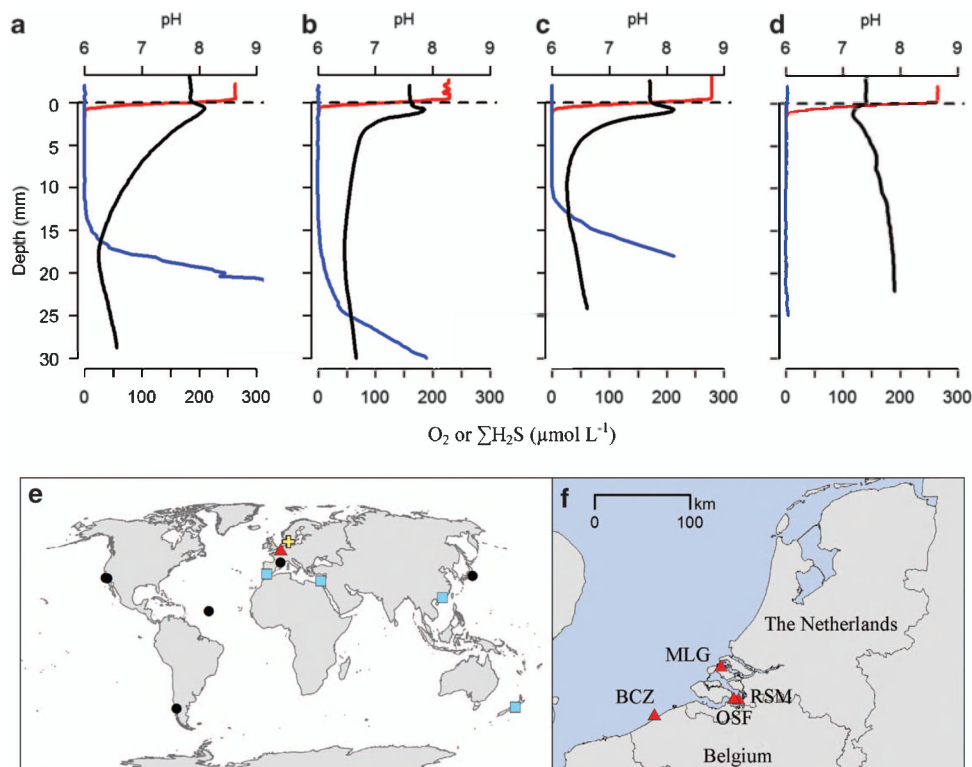 a b c d
pH pH pH pH
6 7 8 9 6 7 8 9 6 7 8 9 6 7 8 9
0
5
10
15
20
25
30
Depth (mm)
0 100 200 300 0 100 200 300 0 100 200 300 0 100 200 300
O₂ or ∑H2S (µmol L⁻¹)
e f
km
0 100
The Netherlands
MLG
BCZ RSM
OSF
Belgium